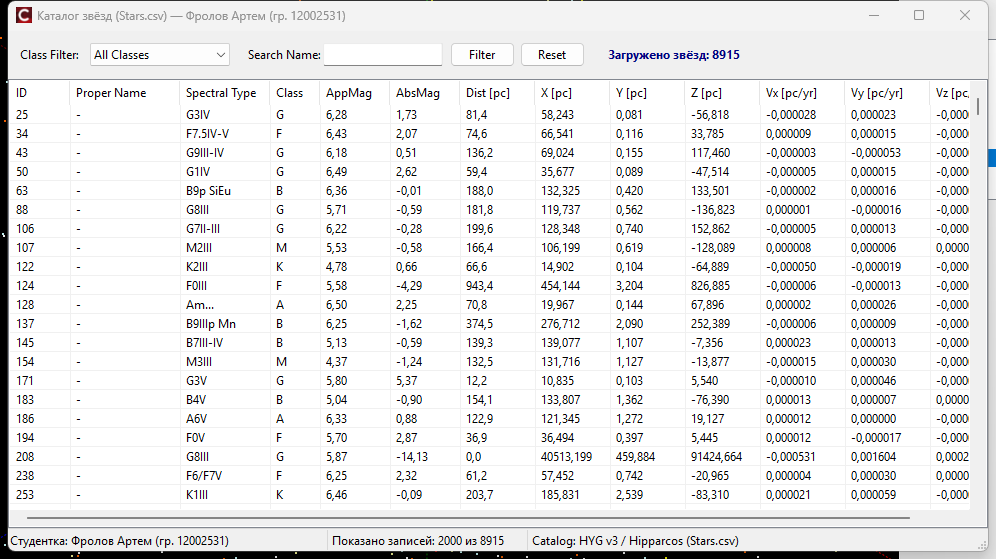 Каталог звёзд (Stars.csv) — Фролов Артем (гр. 12002531)
Class Filter: All Classes Search Name: Filter Reset Загружено звёзд: 8915
ID Proper Name Spectral Type Class AppMag AbsMag Dist [pc] X [pc] Y [pc] Z [pc] Vx [pc/yr] Vy [pc/yr] Vz [pc,
25 - G3IV G 6,28 1,73 81,4 58,243 0,081 -56,818 -0,000028 0,000023 -0,000
34 - F7.5IV-V F 6,43 2,07 74,6 66,541 0,116 33,785 0,000009 0,000015 -0,000
43 - G9III-IV G 6,18 0,51 136,2 69,024 0,155 117,460 -0,000003 -0,000053 -0,000
50 - G1IV G 6,49 2,62 59,4 35,677 0,089 -47,514 -0,000005 0,000015 -0,000
63 - B9p SiEu B 6,36 -0,01 188,0 132,325 0,420 133,501 -0,000002 0,000016 -0,000
88 - G8III G 5,71 -0,59 181,8 119,737 0,562 -136,823 0,000001 -0,000016 -0,000
106 - G7II-III G 6,22 -0,28 199,6 128,348 0,740 152,862 -0,000005 0,000013 -0,000
107 - M2III M 5,53 -0,58 166,4 106,199 0,619 -128,089 0,000008 0,000006 0,0000
122 - K2III K 4,78 0,66 66,6 14,902 0,104 -64,889 -0,000050 -0,000019 -0,000
124 - F0III F 5,58 -4,29 943,4 454,144 3,204 826,885 -0,000006 -0,000013 -0,000
128 - Am... A 6,50 2,25 70,8 19,967 0,144 67,896 0,000002 0,000026 -0,000
137 - B9IIIp Mn B 6,25 -1,62 374,5 276,712 2,090 252,389 -0,000006 0,000009 -0,000
145 - B7III-IV B 5,13 -0,59 139,3 139,077 1,107 -7,356 0,000023 0,000013 -0,000
154 - M3III M 4,37 -1,24 132,5 131,716 1,127 -13,877 -0,000015 0,000030 -0,000
171 - G3V G 5,80 5,37 12,2 10,835 0,103 5,540 -0,000010 0,000046 -0,000
183 - B4V B 5,04 -0,90 154,1 133,807 1,362 -76,390 0,000013 0,000007 0,0000
186 - A6V A 6,33 0,88 122,9 121,345 1,272 19,127 0,000012 0,000000 -0,000
194 - F0V F 5,70 2,87 36,9 36,494 0,397 5,445 0,000012 -0,000017 -0,000
208 - G8III G 5,87 -14,13 0,0 40513,199 459,884 91424,664 -0,000531 0,001604 0,0002
238 - F6/F7V F 6,25 2,32 61,2 57,452 0,742 -20,965 0,000004 0,000030 0,0000
253 - K1III K 6,46 -0,09 203,7 185,831 2,539 -83,310 0,000021 0,000059 -0,000
Студентка: Фролов Артем (гр. 12002531) Показано записей: 2000 из 8915 Catalog: HYG v3 / Hipparcos (Stars.csv)